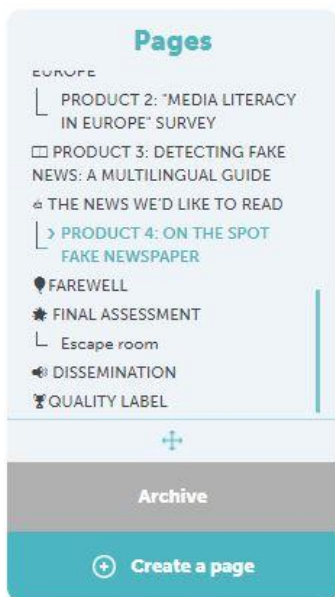 Pages
EUROPE
PRODUCT 2: "MEDIA LITERACY
IN EUROPE" SURVEY
PRODUCT 3: DETECTING FAKE
NEWS: A MULTILINGUAL GUIDE
THE NEWS WE'D LIKE TO READ
PRODUCT 4: ON THE SPOT
FAKE NEWSPAPER
FAREWELL
FINAL ASSESSMENT
Escape room
DISSEMINATION
QUALITY LABEL
Archive
Create a page